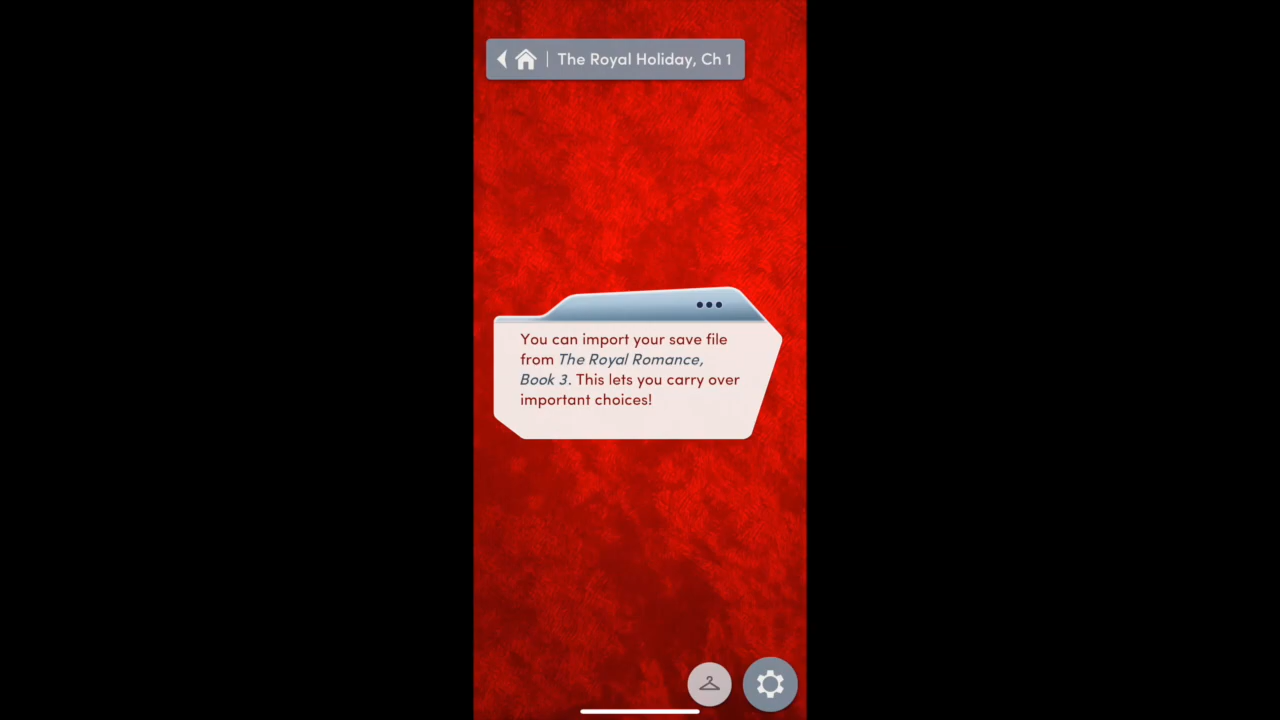 The Royal Holiday, Ch 1
You can import your save file
from The Royal Romance,
Book 3. This lets you carry over
important choices!